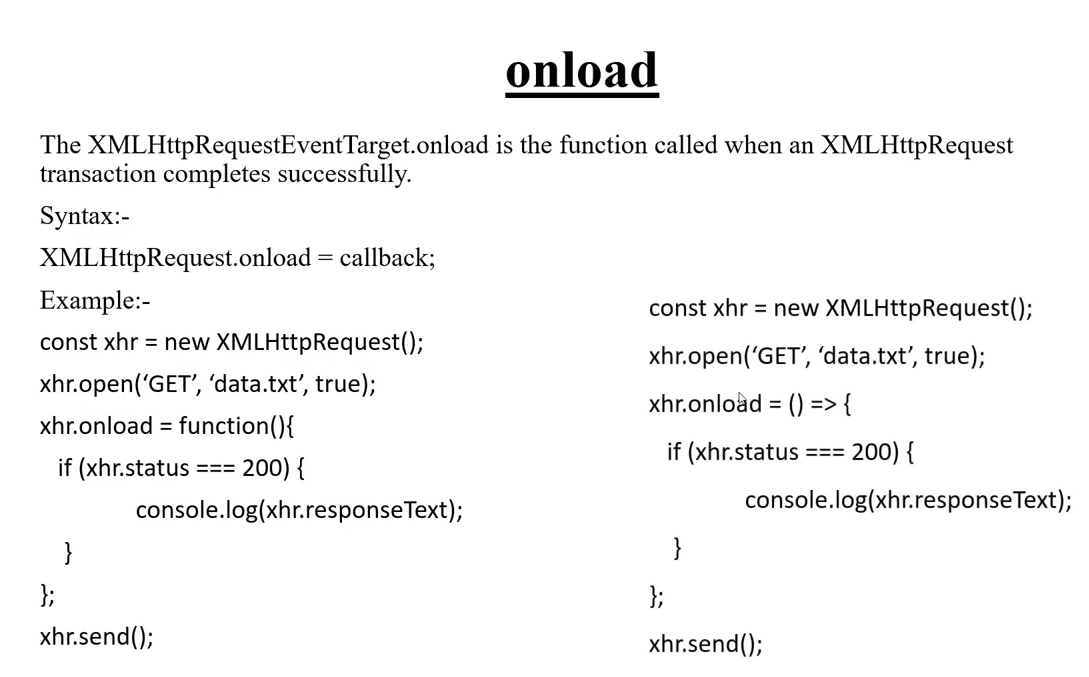 onload
The XMLHttpRequestEventTarget.onload is the function called when an XMLHttpRequest
transaction completes successfully.
Syntax:-
XMLHttpRequest.onload = callback;
Example:-
const xhr = new XMLHttpRequest();
xhr.open(‘GET’, ‘data.txt’, true);
xhr.onload = function(){
if (xhr.status === 200) {
console.log(xhr.responseText);
}
};
xhr.send();
const xhr = new XMLHttpRequest();
xhr.open(‘GET’, ‘data.txt’, true);
xhr.onload = () => {
if (xhr.status === 200) {
console.log(xhr.responseText);
}
};
xhr.send();